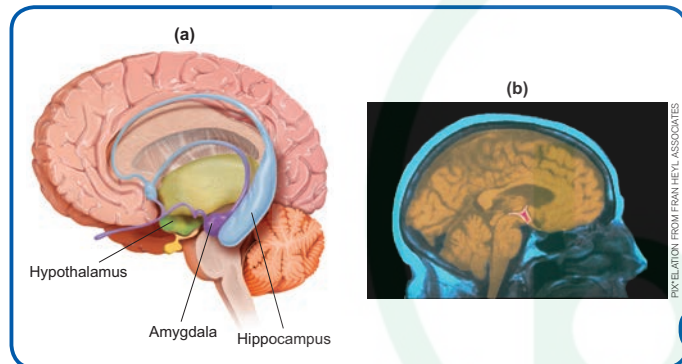 (a)
(b)
Hypothalamus
Amygdala
Hippocampus
PIX*ELATION FROM FRAN HEYL ASSOCIATES